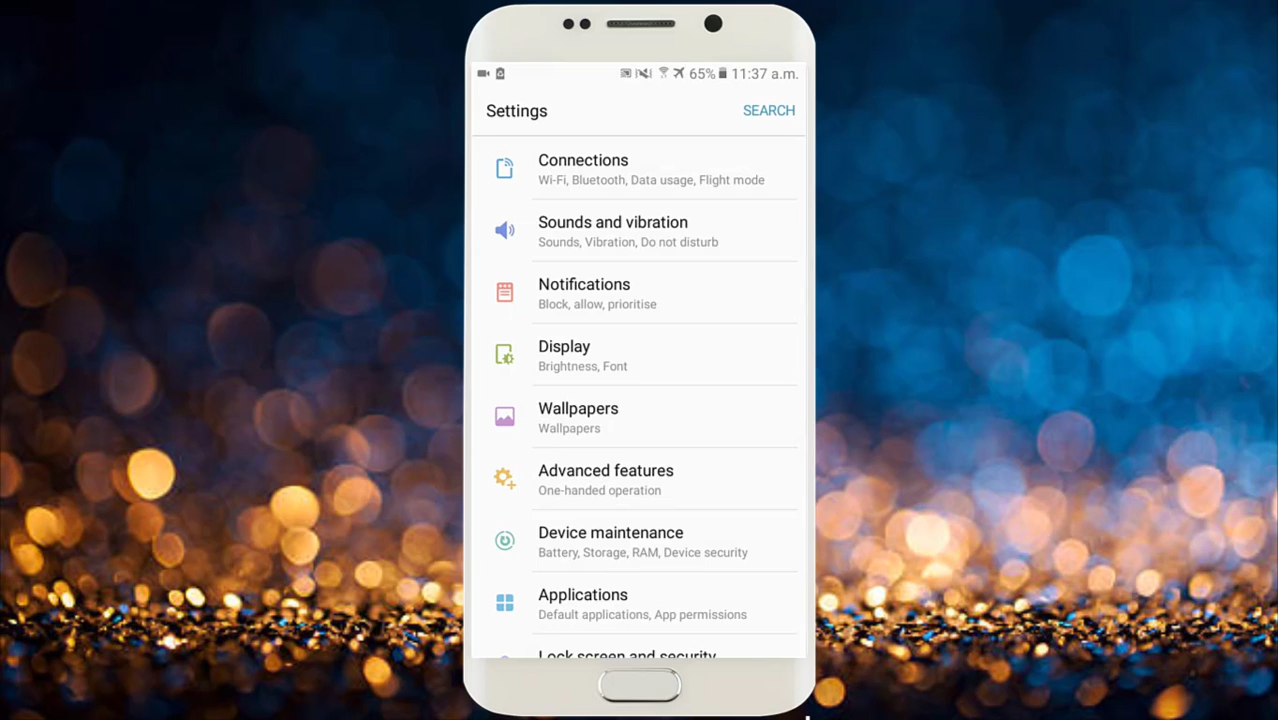 65% 11:37 a.m.
Settings SEARCH
Connections
Wi-Fi, Bluetooth, Data usage, Flight mode
Sounds and vibration
Sounds, Vibration, Do not disturb
Notifications
Block, allow, prioritise
Display
Brightness, Font
Wallpapers
Wallpapers
Advanced features
One-handed operation
Device maintenance
Battery, Storage, RAM, Device security
Applications
Default applications, App permissions
Lock screen and security